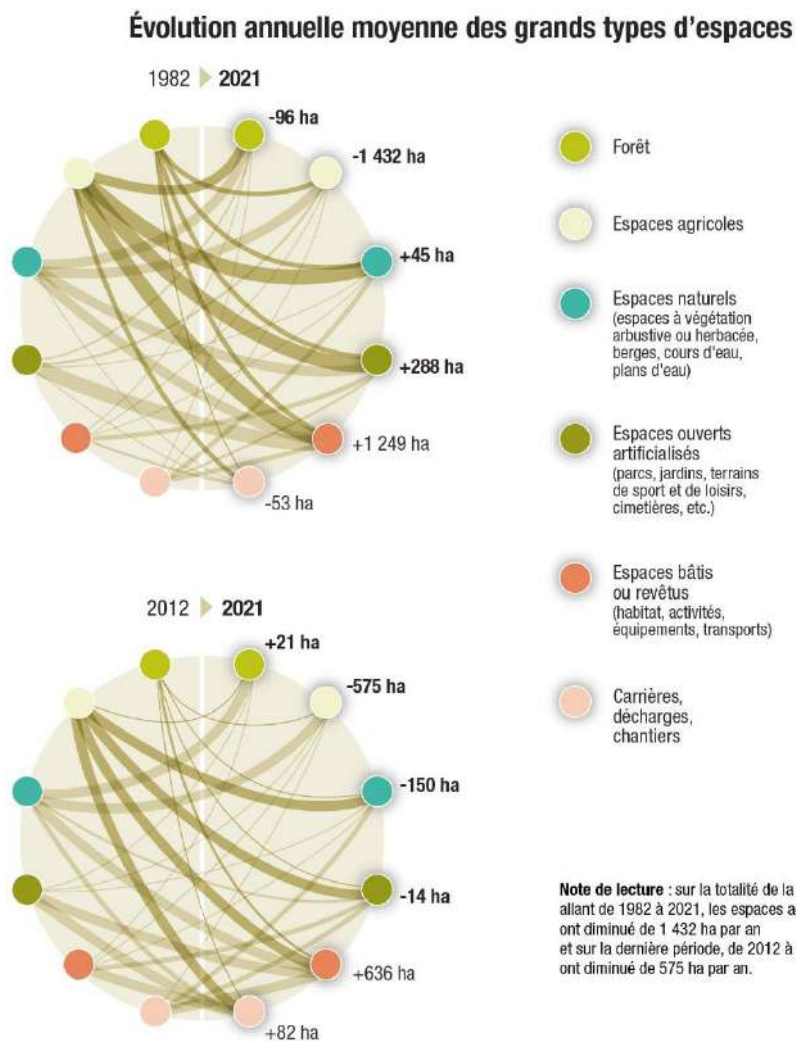 Évolution annuelle moyenne des grands types d'espaces
1982 2021
-96 ha
-1 432 ha
+45 ha
+288 ha
+1 249 ha
-53 ha
Forêt
Espaces agricoles
Espaces naturels
(espaces à végétation
arbustive ou herbacée,
berges, cours d'eau,
plans d'eau)
Espaces ouverts
artificialisés
(parcs, jardins, terrains
de sport et de loisirs,
cimetières, etc.)
Espaces bâtis
ou revêtus
(habitat, activités,
équipements, transports)
Carrières,
décharges,
chantiers
2012 2021
+21 ha
-575 ha
-150 ha
-14 ha
+636 ha
+82 ha
Note de lecture : sur la totalité de la
allant de 1982 à 2021, les espaces a
ont diminué de 1 432 ha par an
et sur la dernière période, de 2012 à
ont diminué de 575 ha par an.